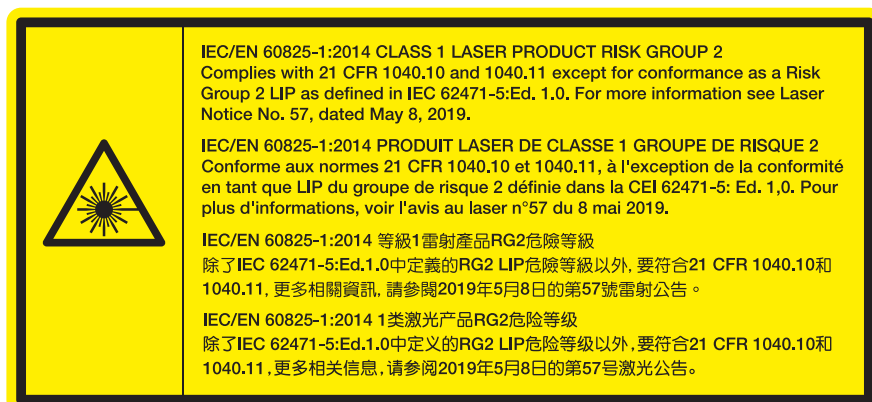 IEC/EN 60825-1:2014 CLASS 1 LASER PRODUCT RISK GROUP 2
Complies with 21 CFR 1040.10 and 1040.11 except for conformance as a Risk
Group 2 LIP as defined in IEC 62471-5:Ed. 1.0. For more information see Laser
Notice No. 57, dated May 8, 2019.
IEC/EN 60825-1:2014 PRODUIT LASER DE CLASSE 1 GROUPE DE RISQUE 2
Conforme aux normes 21 CFR 1040.10 et 1040.11, à l'exception de la conformité
en tant que LIP du groupe de risque 2 définie dans la CEI 62471-5: Ed. 1,0. Pour
plus d'informations, voir l'avis au laser n°57 du 8 mai 2019.
IEC/EN 60825-1:2014 等級1雷射產品RG2危險等級
除了IEC 62471-5:Ed.1.0中定義的RG2 LIP危險等級以外, 要符合21 CFR 1040.10和
1040.11, 更多相關資訊, 請參閱2019年5月8日的第57號雷射公告。
IEC/EN 60825-1:2014 1类激光产品RG2危险等级
除了IEC 62471-5:Ed.1.0中定义的RG2 LIP危险等级以外,要符合21 CFR 1040.10和
1040.11,更多相关信息,请参阅2019年5月8日的第57号激光公告。